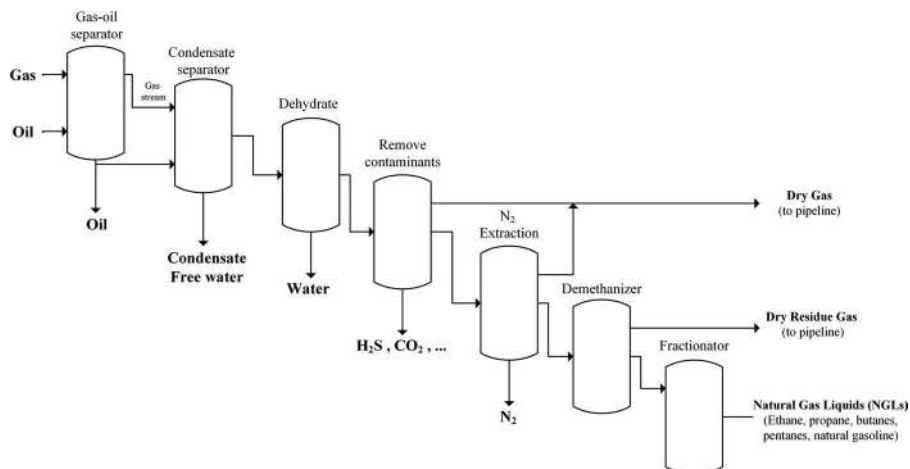 Gas-oil
separator
Condensate
separator
Gas
Gas-
stream
Oil
Dehydrate
Remove
contaminants
Dry Gas
(to pipeline)
N₂
Extraction
Oil
Condensate
Free water
Water
Demethanizer
Dry Residue Gas
(to pipeline)
H₂S , CO₂ , ...
Fractionator
N₂
Natural Gas Liquids (NGLs)
(Ethane, propane, butanes,
pentanes, natural gasoline)